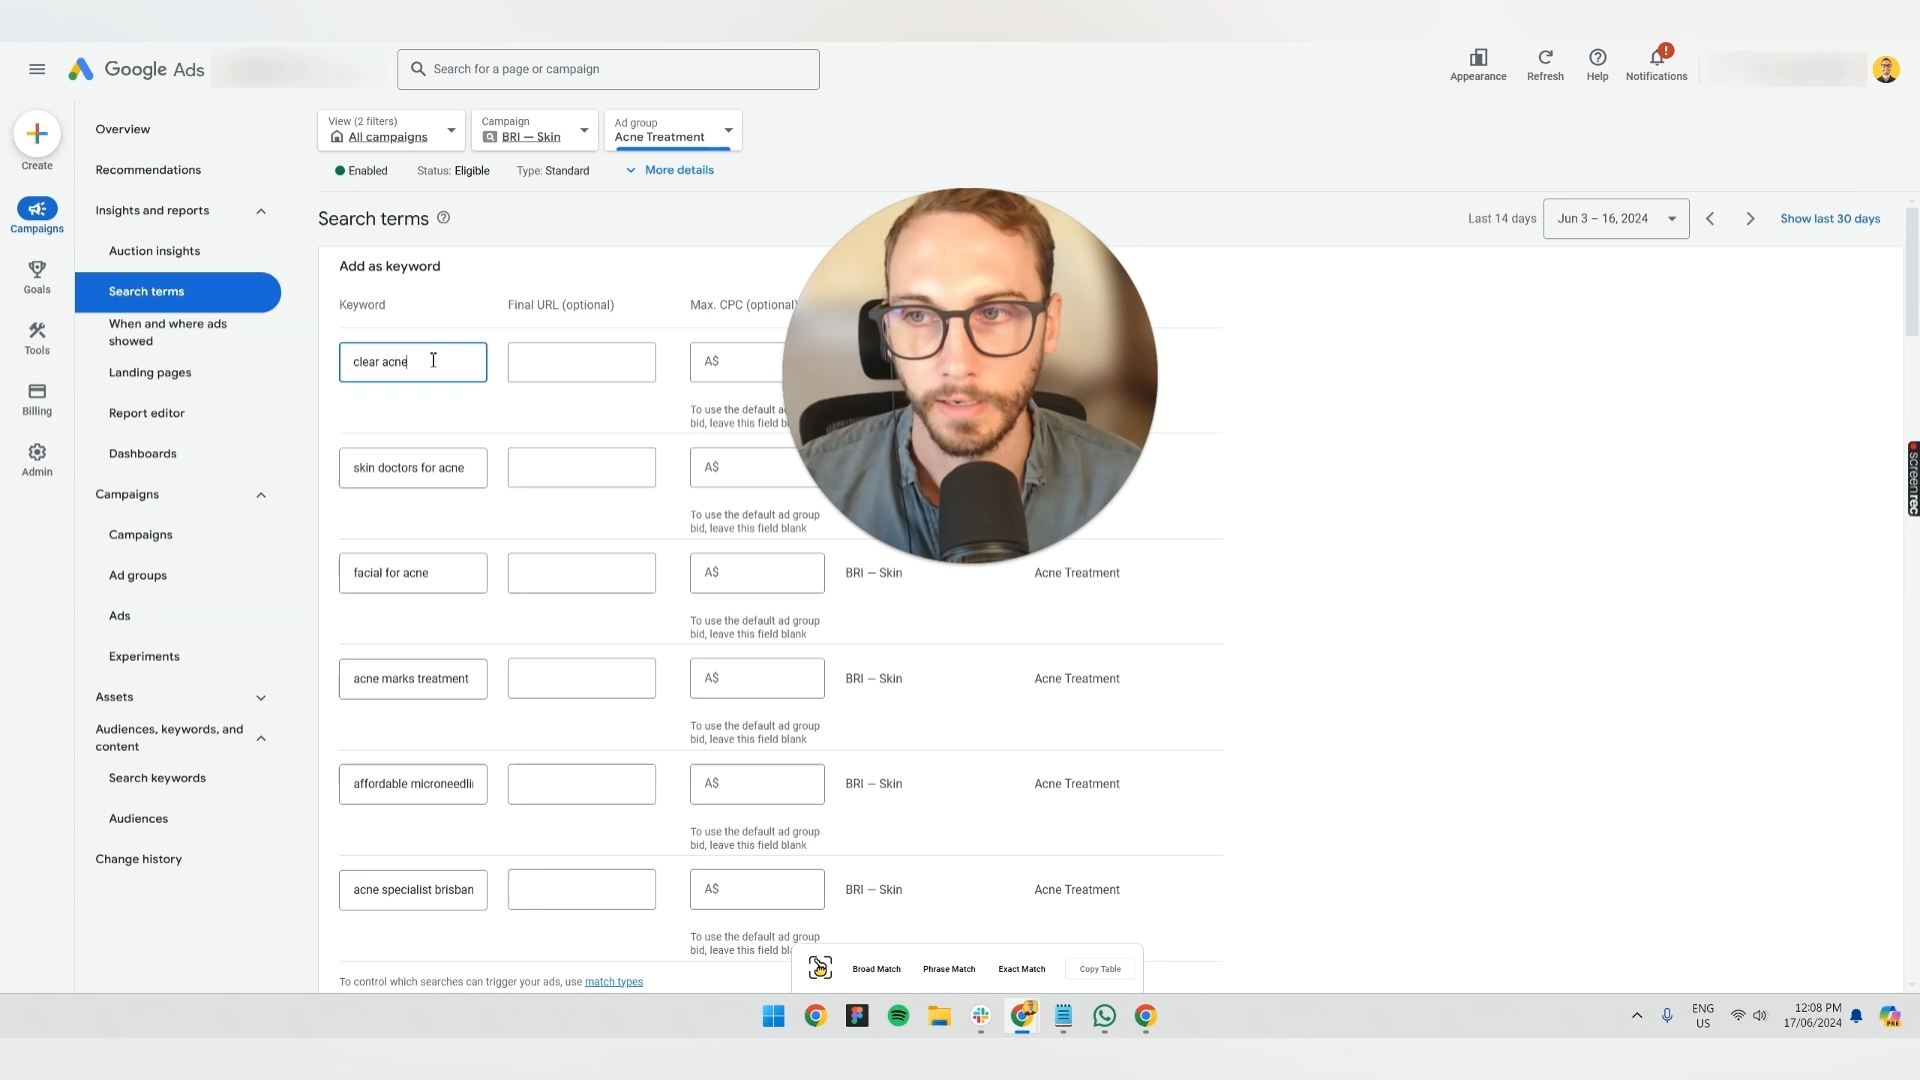 Google Ads
Search for a page or campaign
Appearance
Refresh
Help
Notifications
Create
Campaigns
Goals
Tools
Billing
Admin
Overview
Recommendations
Insights and reports
Auction insights
Search terms
When and where ads
showed
Landing pages
Report editor
Dashboards
Campaigns
Campaigns
Ad groups
Ads
Experiments
Assets
Audiences, keywords, and
content
Search keywords
Audiences
Change history
View (2 filters)
All campaigns
Campaign
BRI – Skin
Ad group
Acne Treatment
Enabled
Status: Eligible
Type: Standard
More details
Search terms
Last 14 days
Jun 3 – 16, 2024
Show last 30 days
Add as keyword
Keyword
Final URL (optional)
Max. CPC (optional)
clear acne
A$
To use the default a
bid, leave this field b
skin doctors for acne
A$
To use the default ad group
bid, leave this field blank
facial for acne
A$
BRI – Skin
Acne Treatment
To use the default ad group
bid, leave this field blank
acne marks treatment
A$
BRI – Skin
Acne Treatment
To use the default ad group
bid, leave this field blank
affordable microneedli
A$
BRI – Skin
Acne Treatment
To use the default ad group
bid, leave this field blank
acne specialist brisban
A$
BRI – Skin
Acne Treatment
To use the default ad group
bid, leave this field bla
To control which searches can trigger your ads, use match types
Broad Match
Phrase Match
Exact Match
Copy Table
screenrec
ENG
US
12:08 PM
17/06/2024
PRE